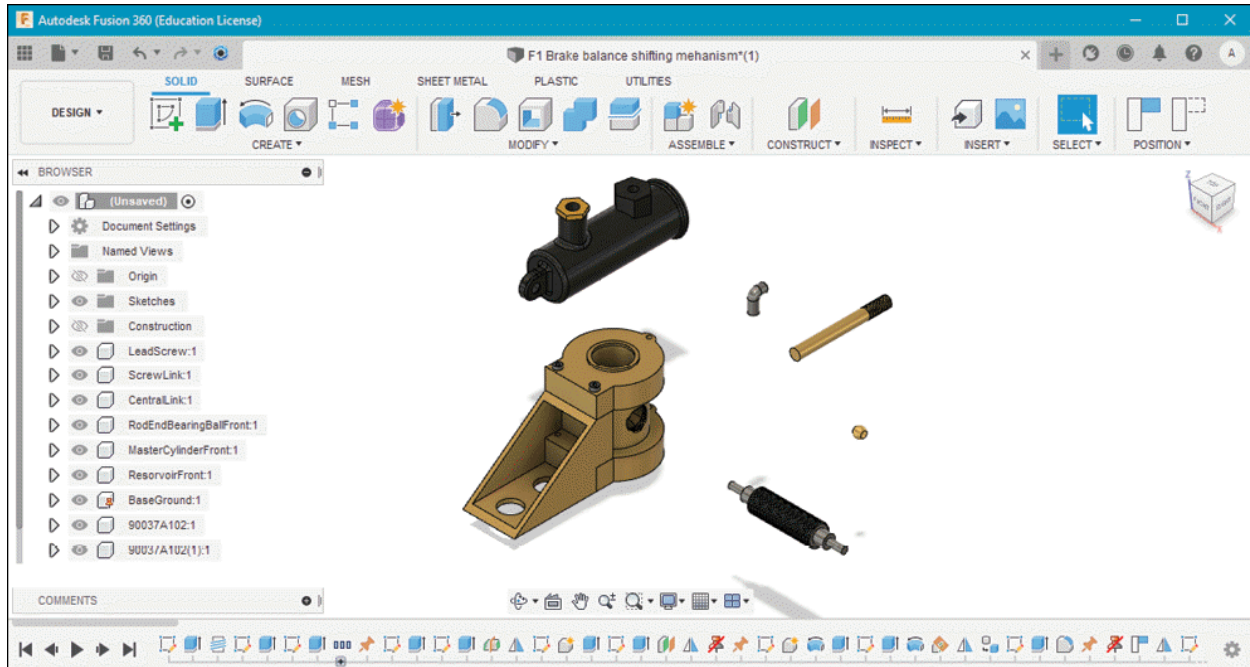 Autodesk Fusion 360 (Education License)
F1 Brake balance shifting mehanism*(1)
A
SOLID SURFACE MESH SHEET METAL PLASTIC UTILITIES
DESIGN
CREATE MODIFY ASSEMBLE CONSTRUCT INSPECT INSERT SELECT POSITION
BROWSER
(Unsaved)
Document Settings
Named Views
Origin
Sketches
Construction
LeadScrew:1
ScrewLink:1
CentralLink:1
RodEndBearingBallFront:1
MasterCylinderFront:1
ResorvoirFront:1
BaseGround:1
90037A102:1
90037A102(1):1
COMMENTS
Z
X